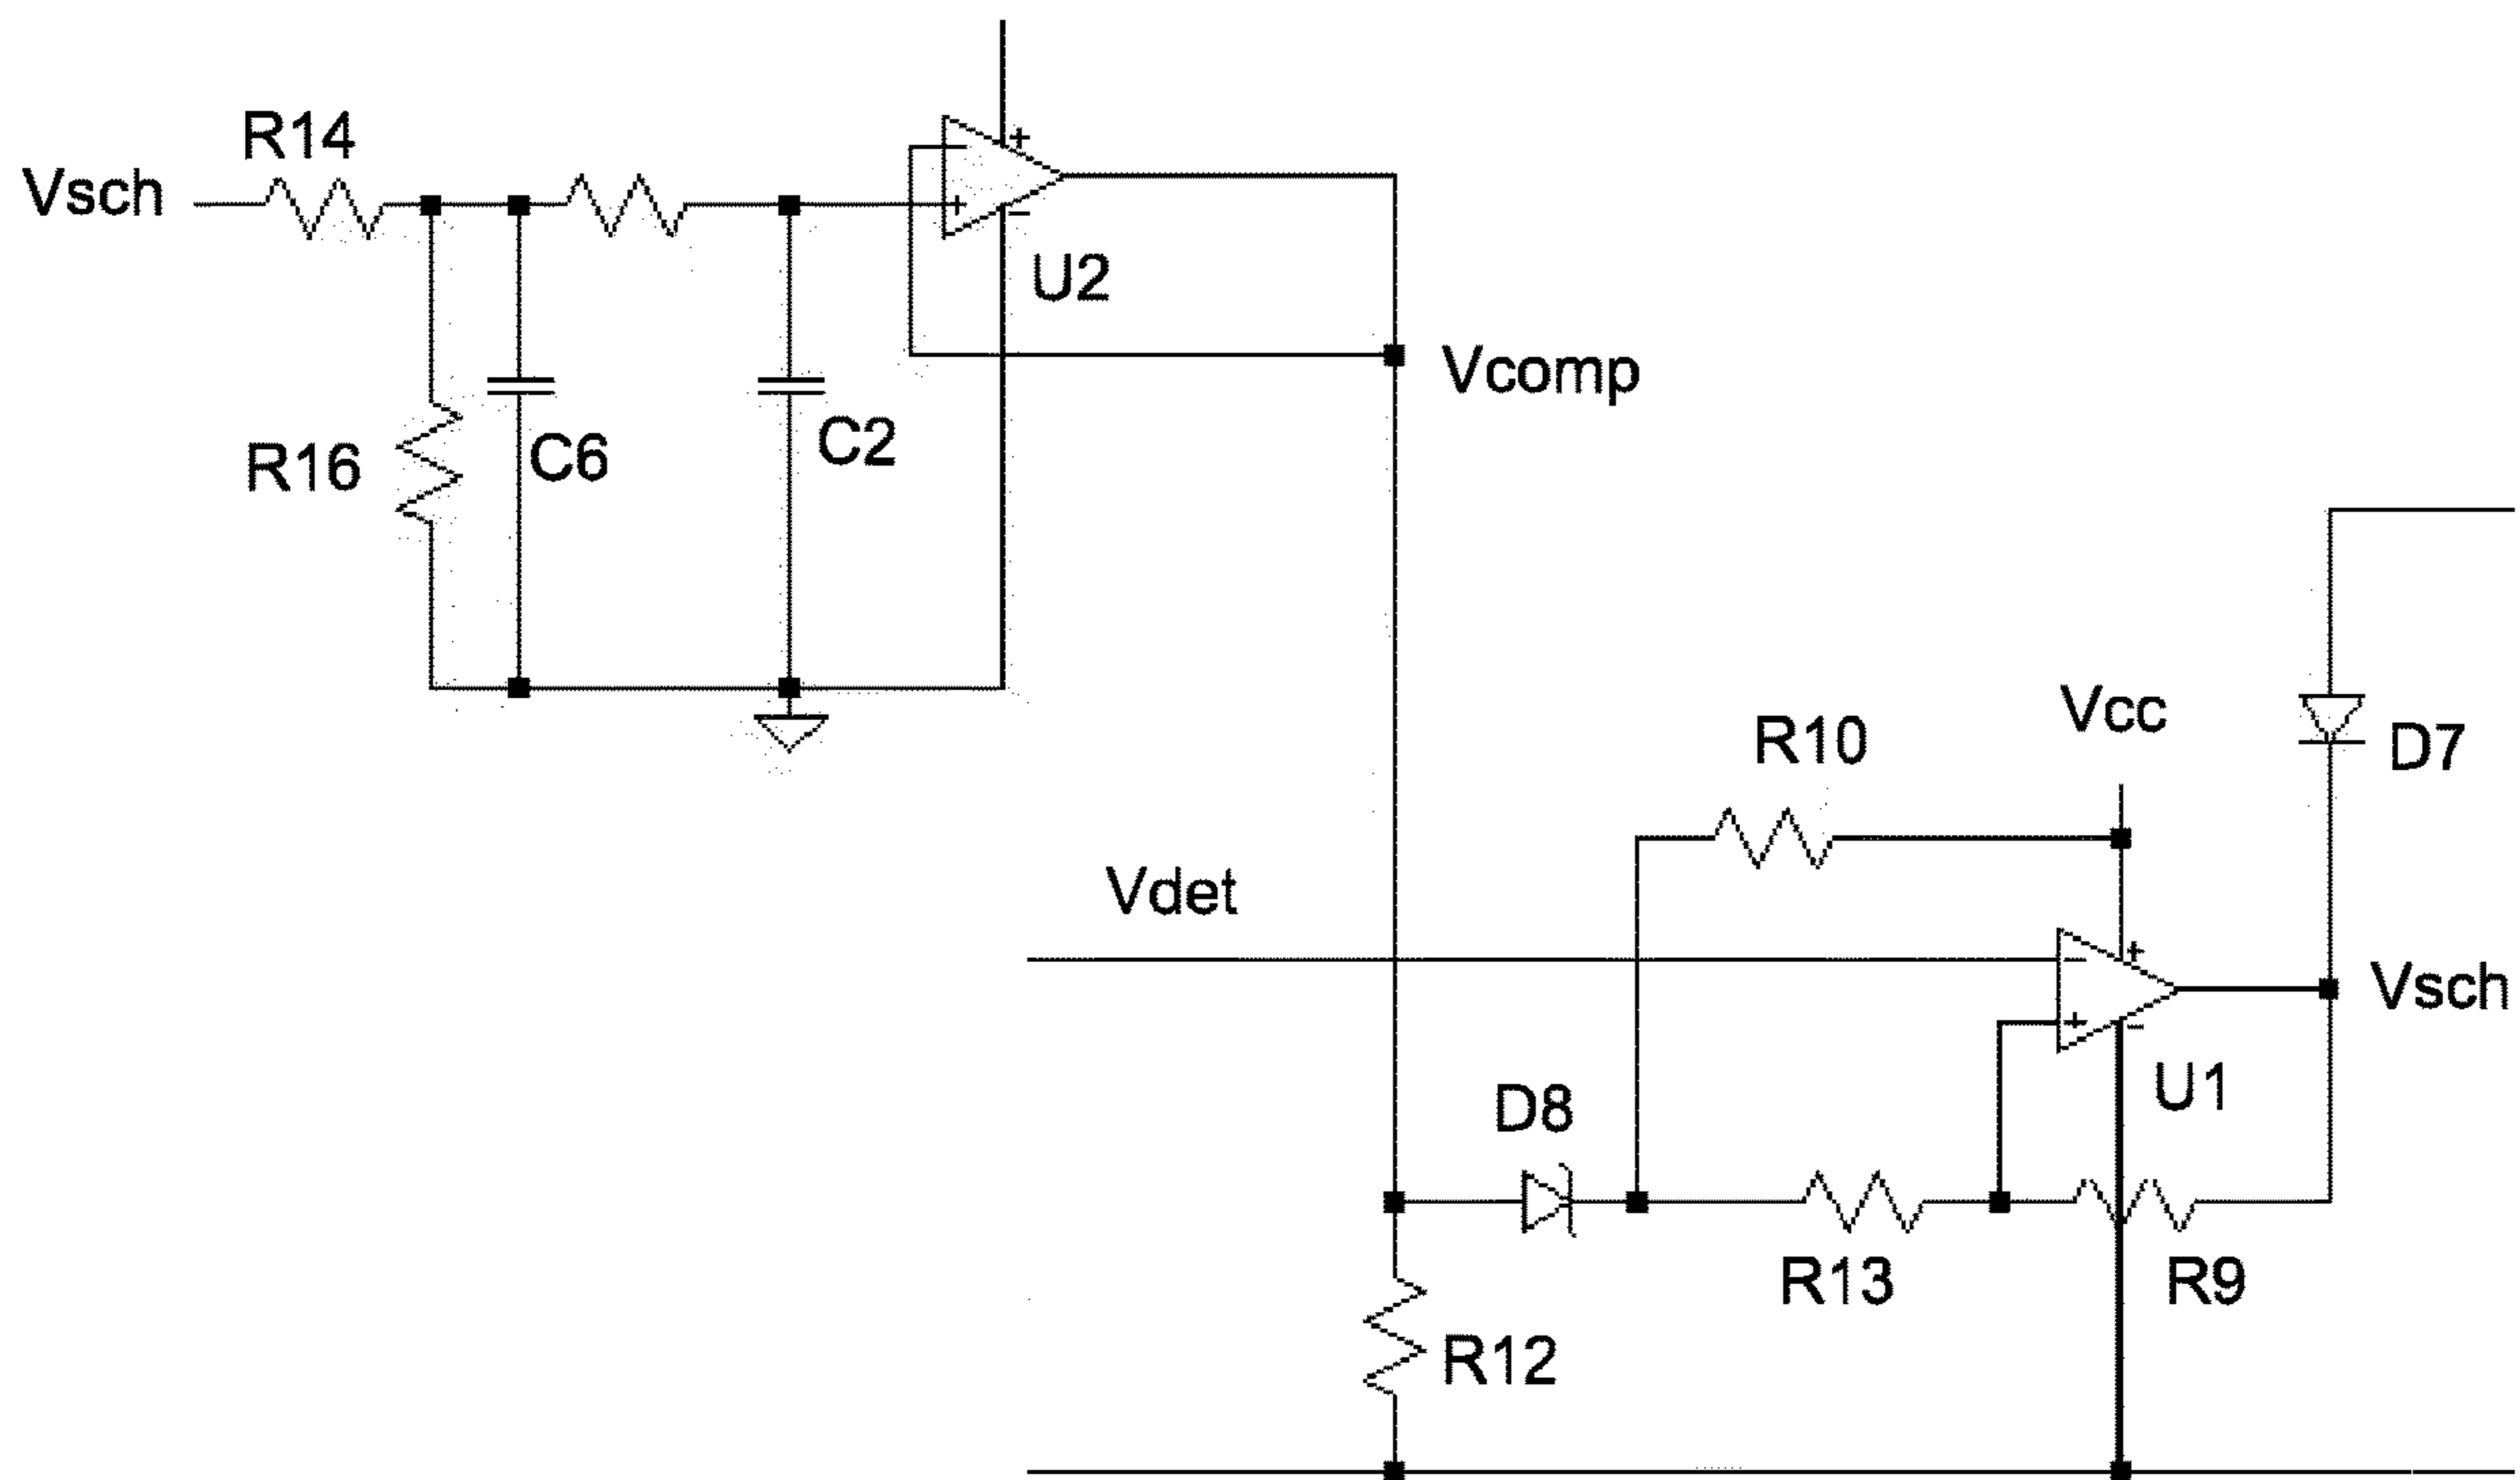 R14
Vsch
U2
Vcomp
R16
C6
C2
Vcc
R10
D7
Vdet
Vsch
U1
D8
R13
R9
R12